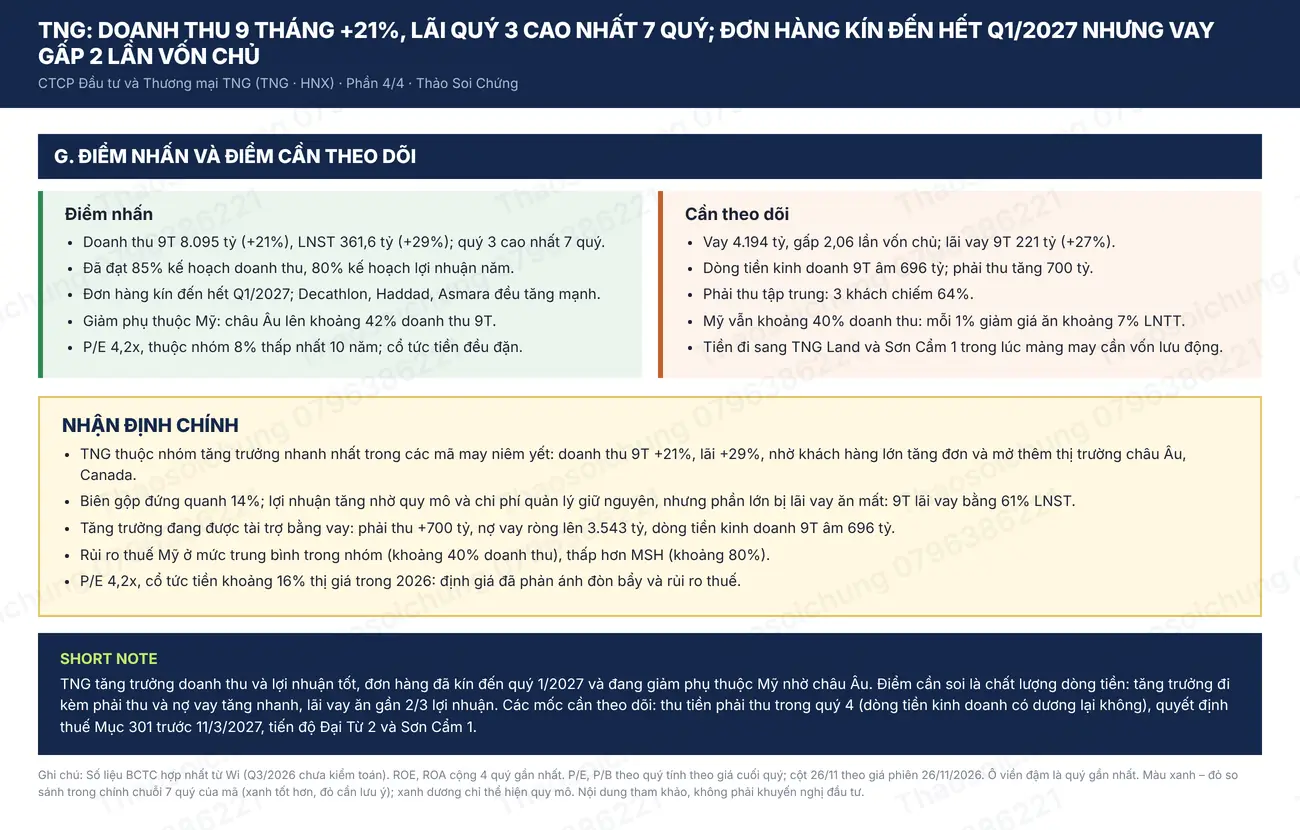 TNG: DOANH THU 9 THÁNG +21%, LÃI QUÝ 3 CAO NHẤT 7 QUÝ; ĐƠN HÀNG KÍN ĐẾN HẾT Q1/2027 NHƯNG VAY
GẤP 2 LẦN VỐN CHỦ
CTCP Đầu tư và Thương mại TNG (TNG · HNX) · Phần 4/4 · Thảo Soi Chứng
G. ĐIỂM NHẤN VÀ ĐIỂM CẦN THEO DÕI
Điểm nhấn
• Doanh thu 9T 8.095 tỷ (+21%), LNST 361,6 tỷ (+29%); quý 3 cao nhất 7 quý.
• Đã đạt 85% kế hoạch doanh thu, 80% kế hoạch lợi nhuận năm.
• Đơn hàng kín đến hết Q1/2027; Decathlon, Haddad, Asmara đều tăng mạnh.
• Giảm phụ thuộc Mỹ: châu Âu lên khoảng 42% doanh thu 9T.
• P/E 4,2x, thuộc nhóm 8% thấp nhất 10 năm; cổ tức tiền đều đặn.
Cần theo dõi
• Vay 4.194 tỷ, gấp 2,06 lần vốn chủ; lãi vay 9T 221 tỷ (+27%).
• Dòng tiền kinh doanh 9T âm 696 tỷ; phải thu tăng 700 tỷ.
• Phải thu tập trung: 3 khách chiếm 64%.
• Mỹ vẫn khoảng 40% doanh thu: mỗi 1% giảm giá ăn khoảng 7% LNTT.
• Tiền đi sang TNG Land và Sơn Cẩm 1 trong lúc mảng may cần vốn lưu động.
NHẬN ĐỊNH CHÍNH
• TNG thuộc nhóm tăng trưởng nhanh nhất trong các mã may niêm yết: doanh thu 9T +21%, lãi +29%, nhờ khách hàng lớn tăng đơn và mở thêm thị trường châu Âu,
Canada.
• Biên gộp đứng quanh 14%; lợi nhuận tăng nhờ quy mô và chi phí quản lý giữ nguyên, nhưng phần lớn bị lãi vay ăn mất: 9T lãi vay bằng 61% LNST.
• Tăng trưởng đang được tài trợ bằng vay: phải thu +700 tỷ, nợ vay ròng lên 3.543 tỷ, dòng tiền kinh doanh 9T âm 696 tỷ.
• Rủi ro thuế Mỹ ở mức trung bình trong nhóm (khoảng 40% doanh thu), thấp hơn MSH (khoảng 80%).
• P/E 4,2x, cổ tức tiền khoảng 16% thị giá trong 2026: định giá đã phản ánh đòn bẩy và rủi ro thuế.
SHORT NOTE
TNG tăng trưởng doanh thu và lợi nhuận tốt, đơn hàng đã kín đến quý 1/2027 và đang giảm phụ thuộc Mỹ nhờ châu Âu. Điểm cần soi là chất lượng dòng tiền: tăng trưởng đi
kèm phải thu và nợ vay tăng nhanh, lãi vay ăn gần 2/3 lợi nhuận. Các mốc cần theo dõi: thu tiền phải thu trong quý 4 (dòng tiền kinh doanh có dương lại không), quyết định
thuế Mục 301 trước 11/3/2027, tiến độ Đại Từ 2 và Sơn Cẩm 1.
Ghi chú: Số liệu BCTC hợp nhất từ Wi (Q3/2026 chưa kiểm toán). ROE, ROA cộng 4 quý gần nhất. P/E, P/B theo quý tính theo giá cuối quý; cột 26/11 theo giá phiên 26/11/2026. Ô viền đậm là quý gần nhất. Màu xanh – đỏ so
sánh trong chính chuỗi 7 quý của mã (xanh tốt hơn, đỏ cần lưu ý); xanh dương chỉ thể hiện quy mô. Nội dung tham khảo, không phải khuyến nghị đầu tư.
Thaosoichung 0796386221